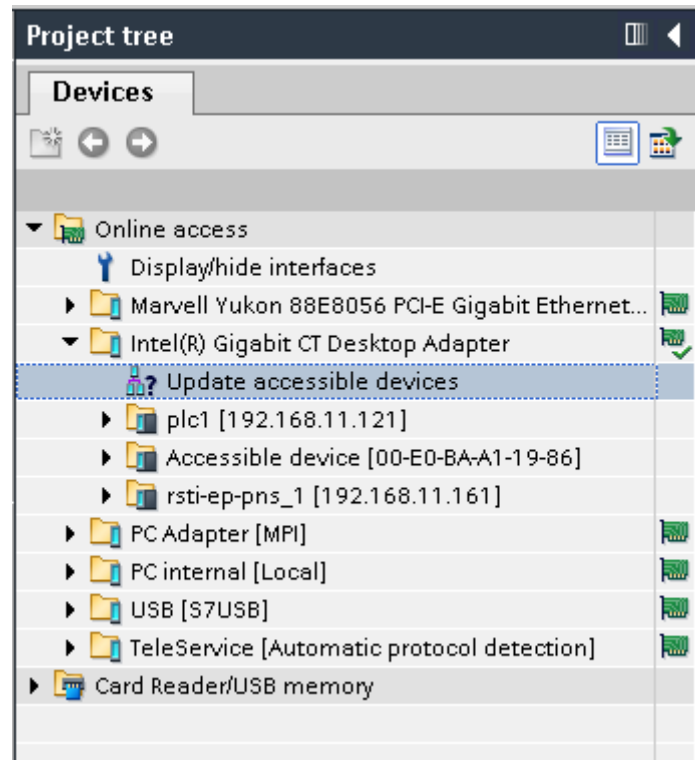 Project tree
Devices
Online access
Display/hide interfaces
Marvell Yukon 88E8056 PCI-E Gigabit Ethernet...
Intel(R) Gigabit CT Desktop Adapter
Update accessible devices
plc1 [192.168.11.121]
Accessible device [00-E0-BA-A1-19-86]
rsti-ep-pns_1 [192.168.11.161]
PC Adapter [MPI]
PC internal [Local]
USB [S7USB]
TeleService [Automatic protocol detection]
Card Reader/USB memory